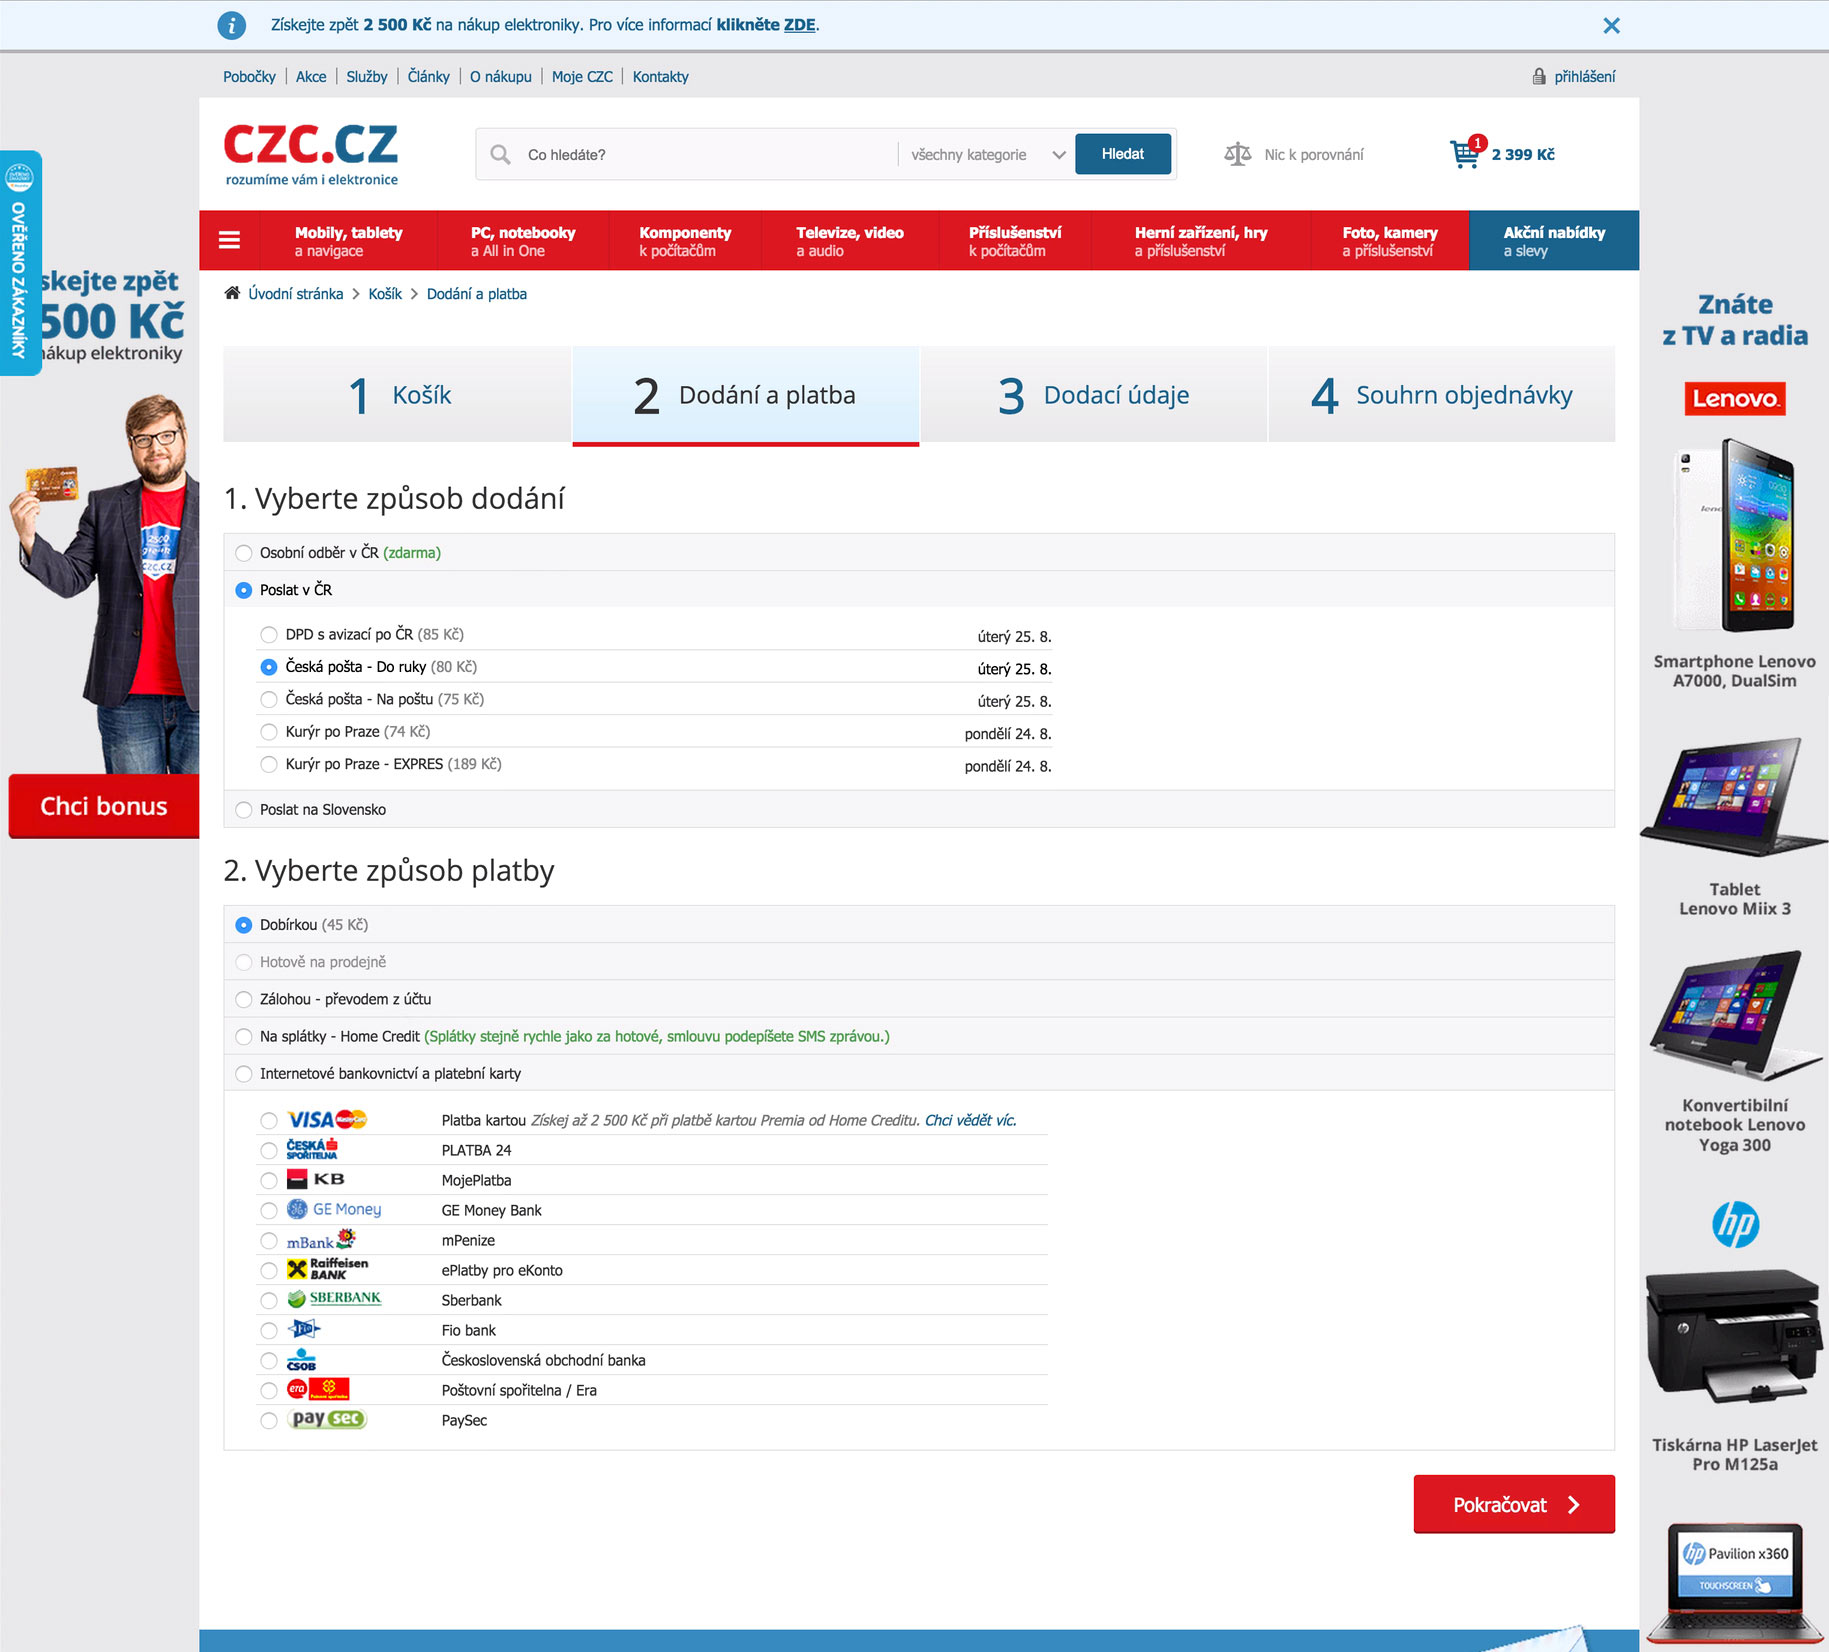 Získejte zpět 2 500 Kč na nákup elektroniky. Pro více informací klikněte ZDE.
Pobočky Akce Služby Články O nákupu Moje CZC Kontakty
přihlášení
CZC.CZ
rozumíme vám i elektronice
Co hledáte?
všechny kategorie
Hledat
Nic k porovnání
1
2 399 Kč
Mobily, tablety
a navigace
PC, notebooky
a All in One
Komponenty
k počítačům
Televize, video
a audio
Příslušenství
k počítačům
Herní zařízení, hry
a příslušenství
Foto, kamery
a příslušenství
Akční nabídky
a slevy
Úvodní stránka > Košík > Dodání a platba
OVĚŘENO ZÁKAZNÍKY
skejte zpět
500 Kč
nákup elektroniky
2500
CZC.CZ
Chci bonus
1 Košík
2 Dodání a platba
3 Dodací údaje
4 Souhrn objednávky
1. Vyberte způsob dodání
Osobní odběr v ČR (zdarma)
Poslat v ČR
DPD s avizací po ČR (85 Kč) úterý 25. 8.
Česká pošta - Do ruky (80 Kč) úterý 25. 8.
Česká pošta - Na poštu (75 Kč) úterý 25. 8.
Kurýr po Praze (74 Kč) pondělí 24. 8.
Kurýr po Praze - EXPRES (189 Kč) pondělí 24. 8.
Poslat na Slovensko
2. Vyberte způsob platby
Dobírkou (45 Kč)
Hotově na prodejně
Zálohou - převodem z účtu
Na splátky - Home Credit (Splátky stejně rychle jako za hotové, smlouvu podepíšete SMS zprávou.)
Internetové bankovnictví a platební karty
VISA MasterCard Platba kartou Získej až 2 500 Kč při platbě kartou Premia od Home Creditu. Chci vědět víc.
ČESKÁ SPOŘITELNA PLATBA 24
KB MojePlatba
GE Money GE Money Bank
mBank mPenize
Raiffeisen BANK ePlatby pro eKonto
SBERBANK Sberbank
Fio Fio bank
ČSOB Československá obchodní banka
era Poštovní spořitelna / Era
pay sec PaySec
Pokračovat
Znáte
z TV a radia
Lenovo
Smartphone Lenovo
A7000, DualSim
Tablet
Lenovo Miix 3
Konvertibilní
notebook Lenovo
Yoga 300
hp
Tiskárna HP LaserJet
Pro M125a
hp Pavilion x360
TOUCHSCREEN